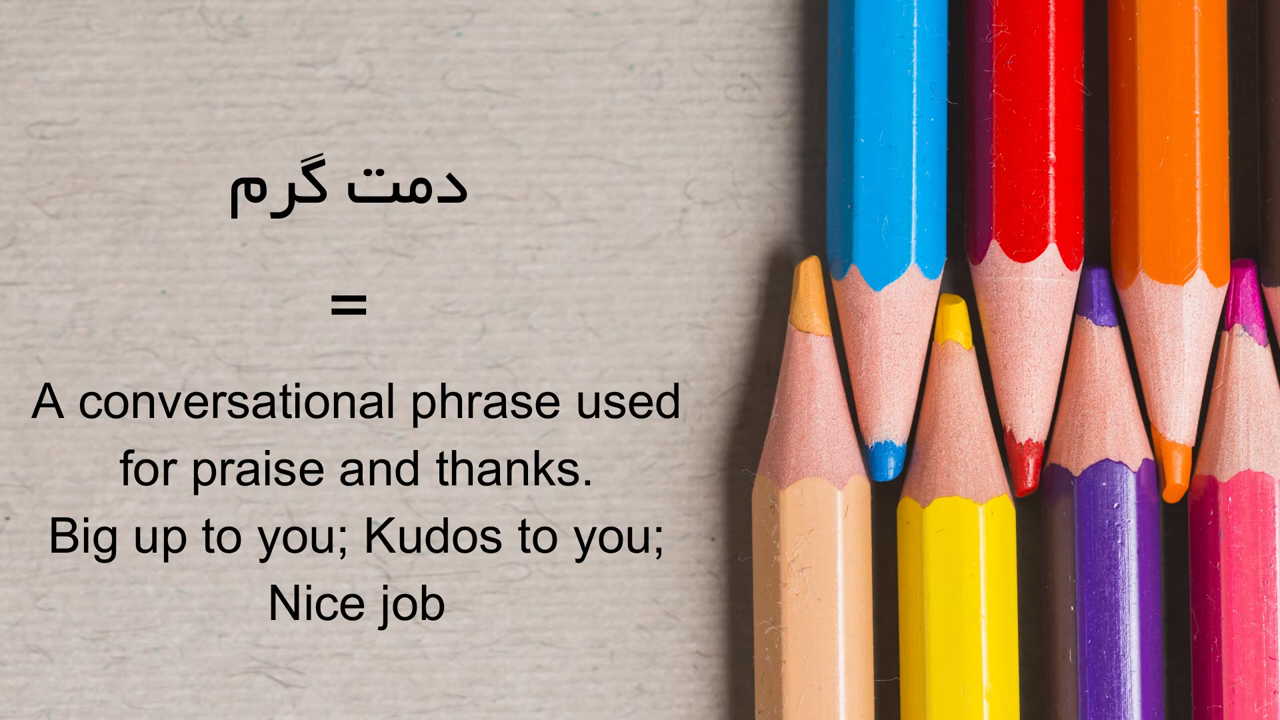 دمت گرم
=
A conversational phrase used
for praise and thanks.
Big up to you; Kudos to you;
Nice job